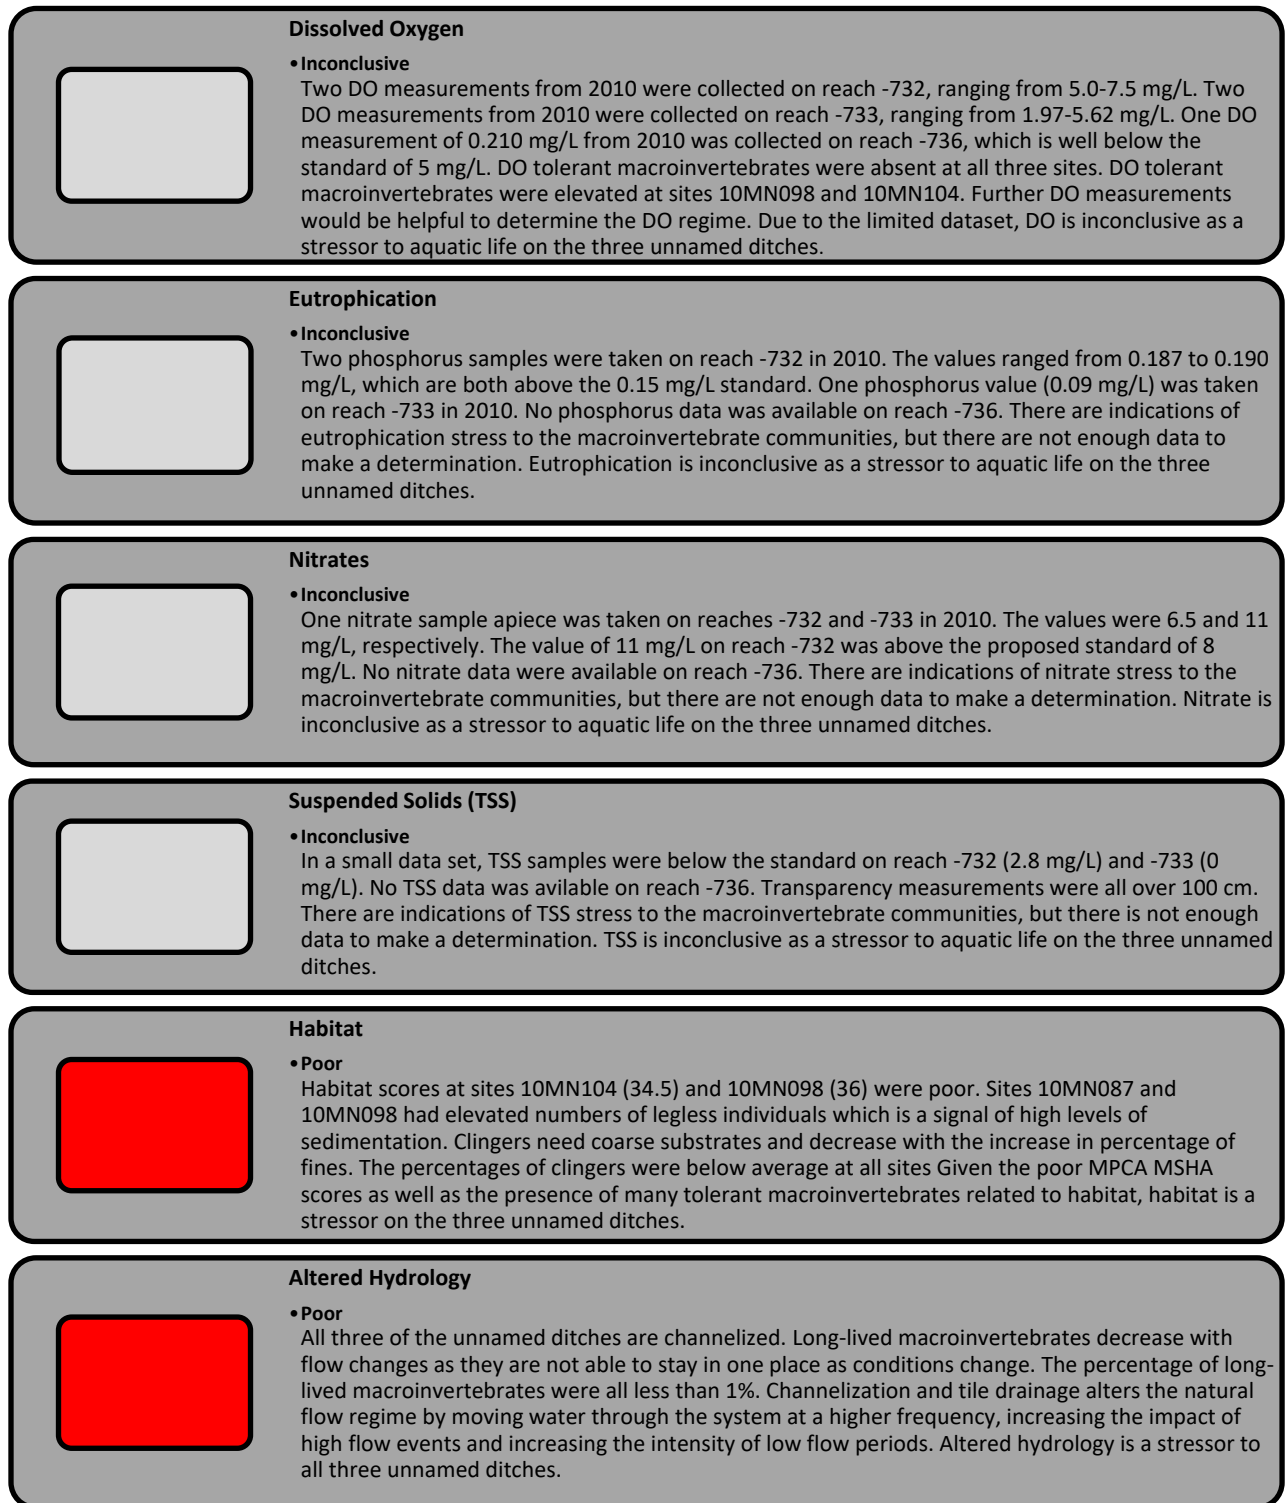 Dissolved Oxygen
•Inconclusive
Two DO measurements from 2010 were collected on reach -732, ranging from 5.0-7.5 mg/L. Two
DO measurements from 2010 were collected on reach -733, ranging from 1.97-5.62 mg/L. One DO
measurement of 0.210 mg/L from 2010 was collected on reach -736, which is well below the
standard of 5 mg/L. DO tolerant macroinvertebrates were absent at all three sites. DO tolerant
macroinvertebrates were elevated at sites 10MN098 and 10MN104. Further DO measurements
would be helpful to determine the DO regime. Due to the limited dataset, DO is inconclusive as a
stressor to aquatic life on the three unnamed ditches.
Eutrophication
•Inconclusive
Two phosphorus samples were taken on reach -732 in 2010. The values ranged from 0.187 to 0.190
mg/L, which are both above the 0.15 mg/L standard. One phosphorus value (0.09 mg/L) was taken
on reach -733 in 2010. No phosphorus data was available on reach -736. There are indications of
eutrophication stress to the macroinvertebrate communities, but there are not enough data to
make a determination. Eutrophication is inconclusive as a stressor to aquatic life on the three
unnamed ditches.
Nitrates
•Inconclusive
One nitrate sample apiece was taken on reaches -732 and -733 in 2010. The values were 6.5 and 11
mg/L, respectively. The value of 11 mg/L on reach -732 was above the proposed standard of 8
mg/L. No nitrate data were available on reach -736. There are indications of nitrate stress to the
macroinvertebrate communities, but there are not enough data to make a determination. Nitrate is
inconclusive as a stressor to aquatic life on the three unnamed ditches.
Suspended Solids (TSS)
•Inconclusive
In a small data set, TSS samples were below the standard on reach -732 (2.8 mg/L) and -733 (0
mg/L). No TSS data was avilable on reach -736. Transparency measurements were all over 100 cm.
There are indications of TSS stress to the macroinvertebrate communities, but there is not enough
data to make a determination. TSS is inconclusive as a stressor to aquatic life on the three unnamed
ditches.
Habitat
•Poor
Habitat scores at sites 10MN104 (34.5) and 10MN098 (36) were poor. Sites 10MN087 and
10MN098 had elevated numbers of legless individuals which is a signal of high levels of
sedimentation. Clingers need coarse substrates and decrease with the increase in percentage of
fines. The percentages of clingers were below average at all sites Given the poor MPCA MSHA
scores as well as the presence of many tolerant macroinvertebrates related to habitat, habitat is a
stressor on the three unnamed ditches.
Altered Hydrology
•Poor
All three of the unnamed ditches are channelized. Long-lived macroinvertebrates decrease with
flow changes as they are not able to stay in one place as conditions change. The percentage of long-
lived macroinvertebrates were all less than 1%. Channelization and tile drainage alters the natural
flow regime by moving water through the system at a higher frequency, increasing the impact of
high flow events and increasing the intensity of low flow periods. Altered hydrology is a stressor to
all three unnamed ditches.